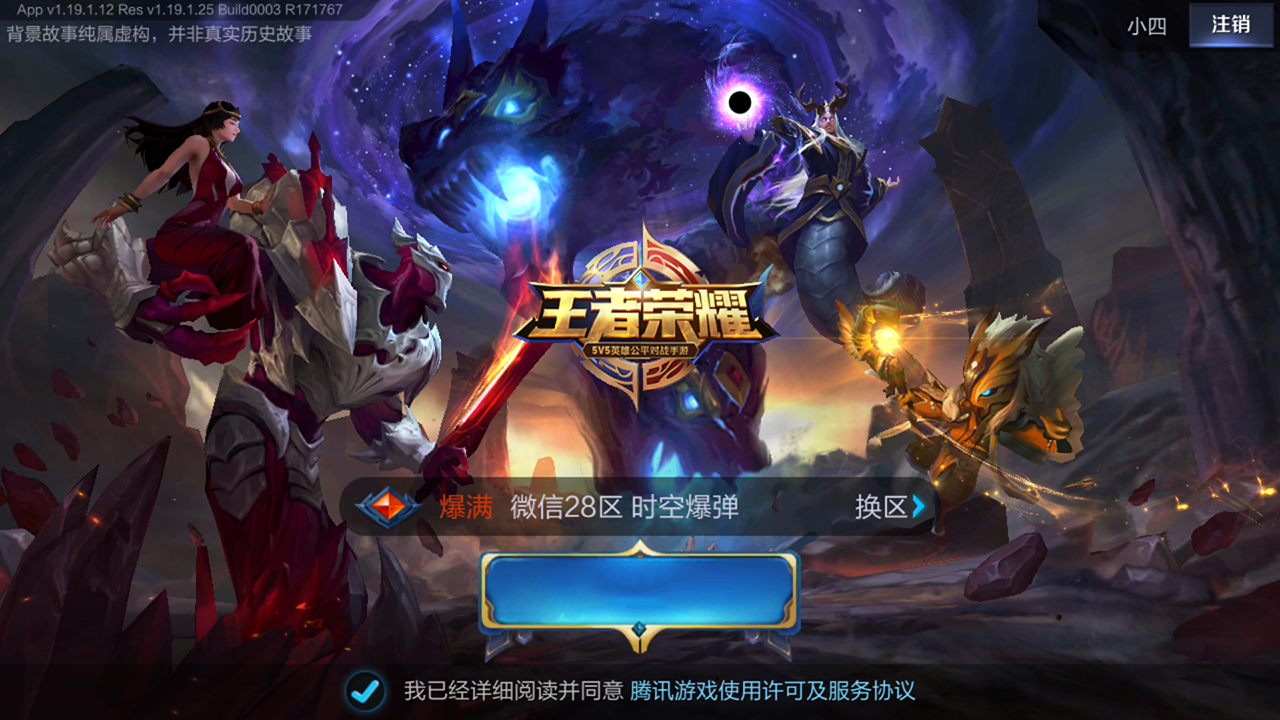 App v1.19.1.12 Res v1.19.1.25 Build0003 R171767
背景故事纯属虚构，并非真实历史故事
小四
注销
王者荣耀
5V5英雄公平对战手游
爆满 微信28区 时空爆弹 换区
我已经详细阅读并同意 腾讯游戏使用许可及服务协议